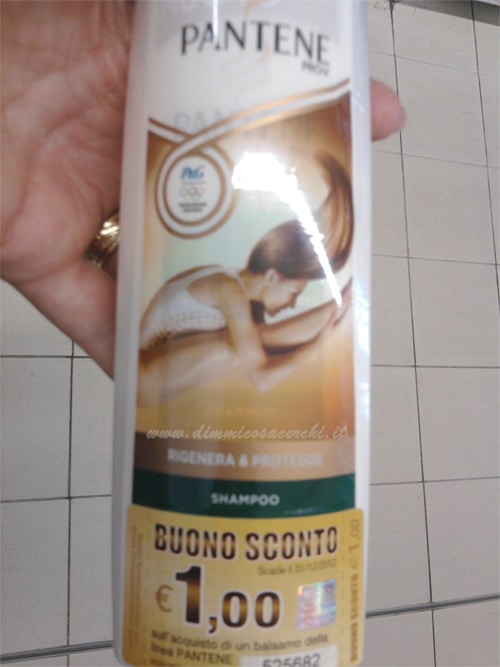 PANTENE
PRO V
P&G
SHAMPOO
www.dimmicosacerchi.it
RIGENERA & PROTEGGE
SHAMPOO
BUONO SCONTO
Scade il 31/12/2012
€ 1,00
sull'acquisto di un balsamo della
linea PANTENE
525682
BUONO SCONTO € 1,00